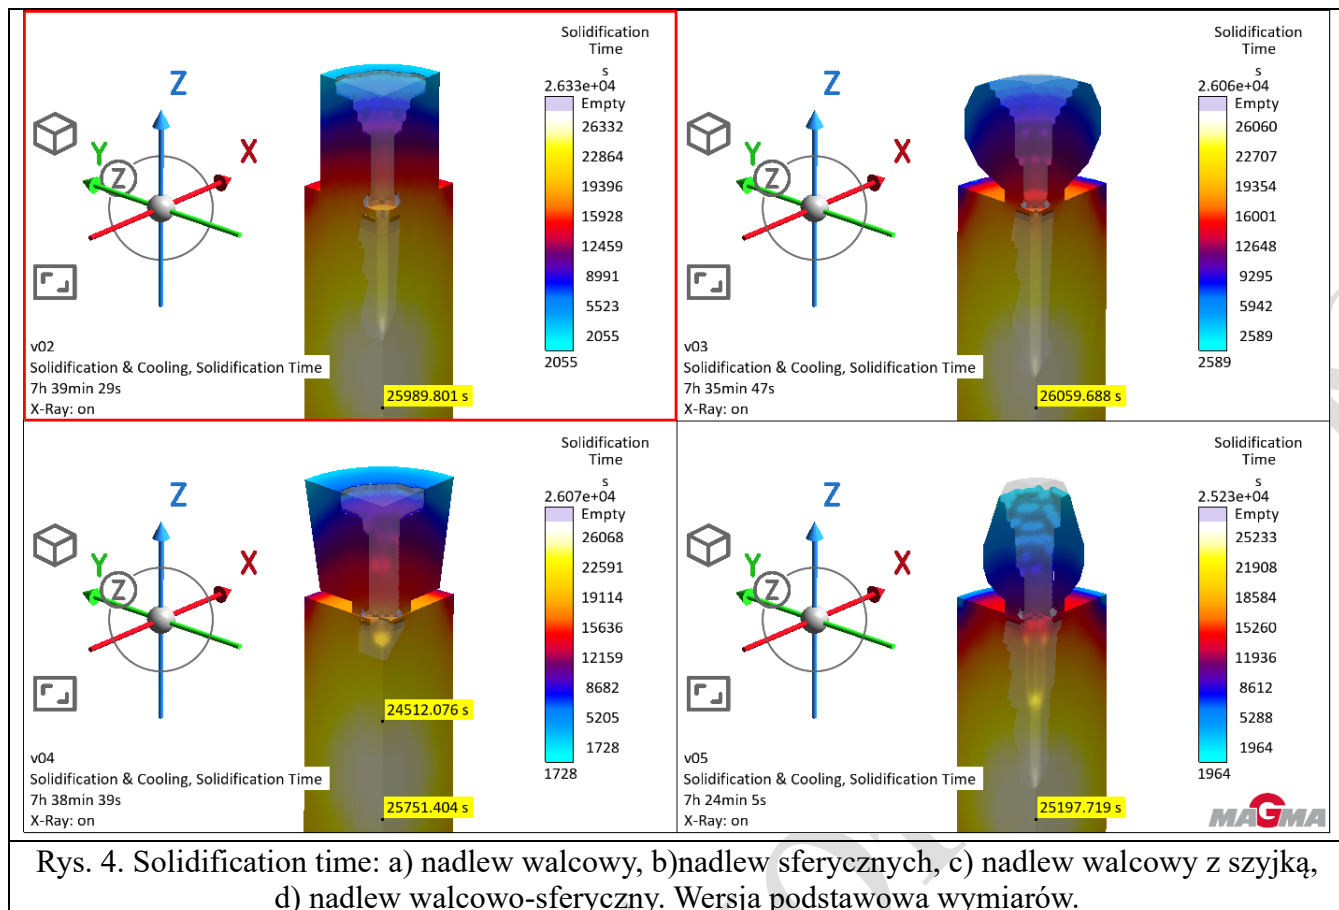 Solidification
Time
s
2.633e+04
Empty
26332
22864
19396
15928
12459
8991
5523
2055
2055
Z
Y
Z
X
v02
Solidification & Cooling, Solidification Time
7h 39min 29s
X-Ray: on
25989.801 s
Solidification
Time
s
2.606e+04
Empty
26060
22707
19354
16001
12648
9295
5942
2589
2589
Z
Y
Z
X
v03
Solidification & Cooling, Solidification Time
7h 35min 47s
X-Ray: on
26059.688 s
Solidification
Time
s
2.607e+04
Empty
26068
22591
19114
15636
12159
8682
5205
1728
1728
Z
Y
Z
X
24512.076 s
v04
Solidification & Cooling, Solidification Time
7h 38min 39s
X-Ray: on
25751.404 s
Solidification
Time
s
2.523e+04
Empty
25233
21908
18584
15260
11936
8612
5288
1964
1964
Z
Y
Z
X
v05
Solidification & Cooling, Solidification Time
7h 24min 5s
X-Ray: on
25197.719 s
MAGMA
Rys. 4. Solidification time: a) nadlew walcowy, b)nadlew sferycznych, c) nadlew walcowy z szyjką,
d) nadlew walcowo-sferyczny. Wersja podstawowa wymiarów.